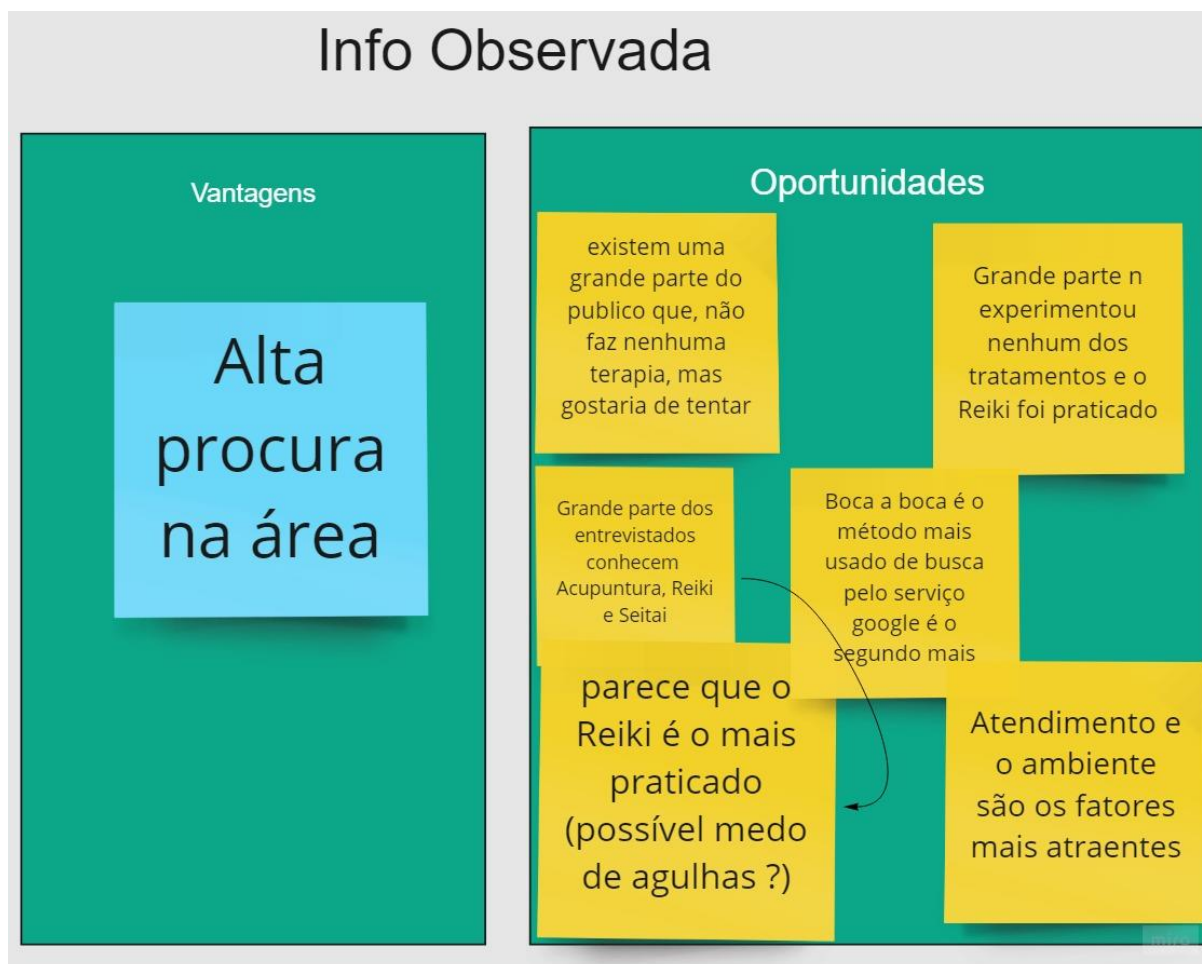 Info Observada
Vantagens
Alta
procura
na área
Oportunidades
existem uma
grande parte do
publico que, não
faz nenhuma
terapia, mas
gostaria de tentar
Grande parte n
experimentou
nenhum dos
tratamentos e o
Reiki foi praticado
Grande parte dos
entrevistados
conhecem
Acupuntura, Reiki
e Seitai
Boca a boca é o
método mais
usado de busca
pelo serviço
google é o
segundo mais
parece que o
Reiki é o mais
praticado
(possível medo
de agulhas ?)
Atendimento e
o ambiente
são os fatores
mais atraentes
miro